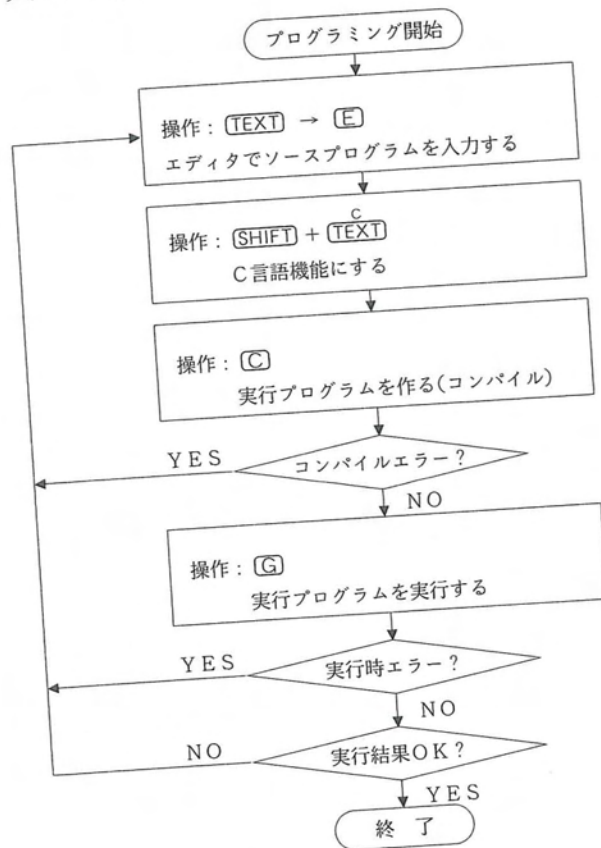 プログラミング開始
操作：TEXT → E
エディタでソースプログラムを入力する
C
操作：SHIFT + TEXT
C言語機能にする
操作：C
実行プログラムを作る(コンパイル)
YES
コンパイルエラー？
NO
操作：G
実行プログラムを実行する
YES
実行時エラー？
NO
NO
実行結果OK？
YES
終 了